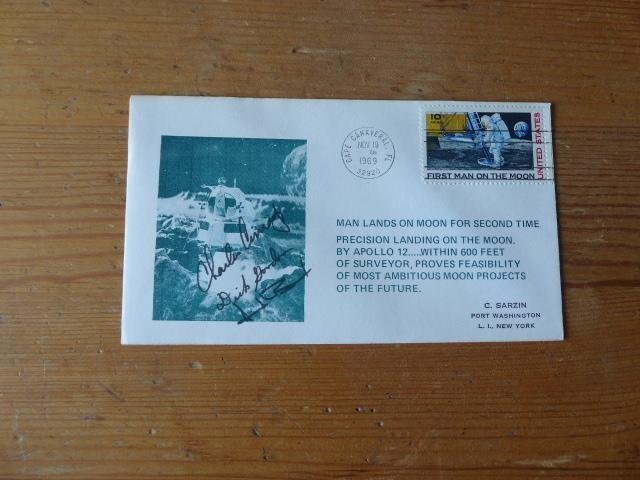 10¢
FIRST MAN ON THE MOON
UNITED STATES
CAPE CANAVERAL, FL
NOV 19
1969
32920
MAN LANDS ON MOON FOR SECOND TIME.
PRECISION LANDING ON THE MOON.
BY APOLLO 12.....WITHIN 600 FEET
OF SURVEYOR, PROVES FEASIBILITY
OF MOST AMBITIOUS MOON PROJECTS
OF THE FUTURE.
C. SARZIN
PORT WASHINGTON
L. I., NEW YORK
Charles
Dick